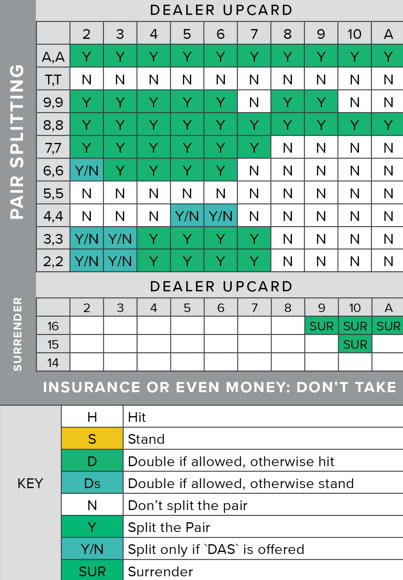 DEALER UPCARD
PAIR SPLITTING
2 3 4 5 6 7 8 9 10 A
A,A Y Y Y Y Y Y Y Y Y Y
T,T N N N N N N N N N N
9,9 Y Y Y Y Y N Y Y N N
8,8 Y Y Y Y Y Y Y Y Y Y
7,7 Y Y Y Y Y Y N N N N
6,6 Y/N Y Y Y Y N N N N N
5,5 N N N N N N N N N N
4,4 N N N Y/N Y/N N N N N N
3,3 Y/N Y/N Y Y Y Y N N N N
2,2 Y/N Y/N Y Y Y Y N N N N
DEALER UPCARD
SURRENDER
2 3 4 5 6 7 8 9 10 A
16 SUR SUR SUR
15 SUR
14
INSURANCE OR EVEN MONEY: DON'T TAKE
KEY
H Hit
S Stand
D Double if allowed, otherwise hit
Ds Double if allowed, otherwise stand
N Don't split the pair
Y Split the Pair
Y/N Split only if `DAS` is offered
SUR Surrender